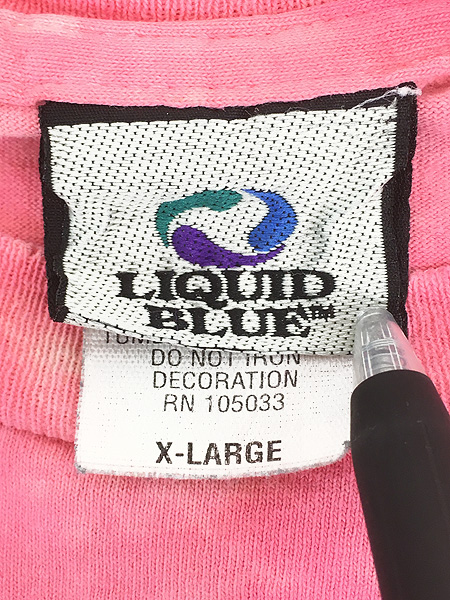 LIQUID
BLUE™
DO NOT IRON
DECORATION
RN 105033
X-LARGE